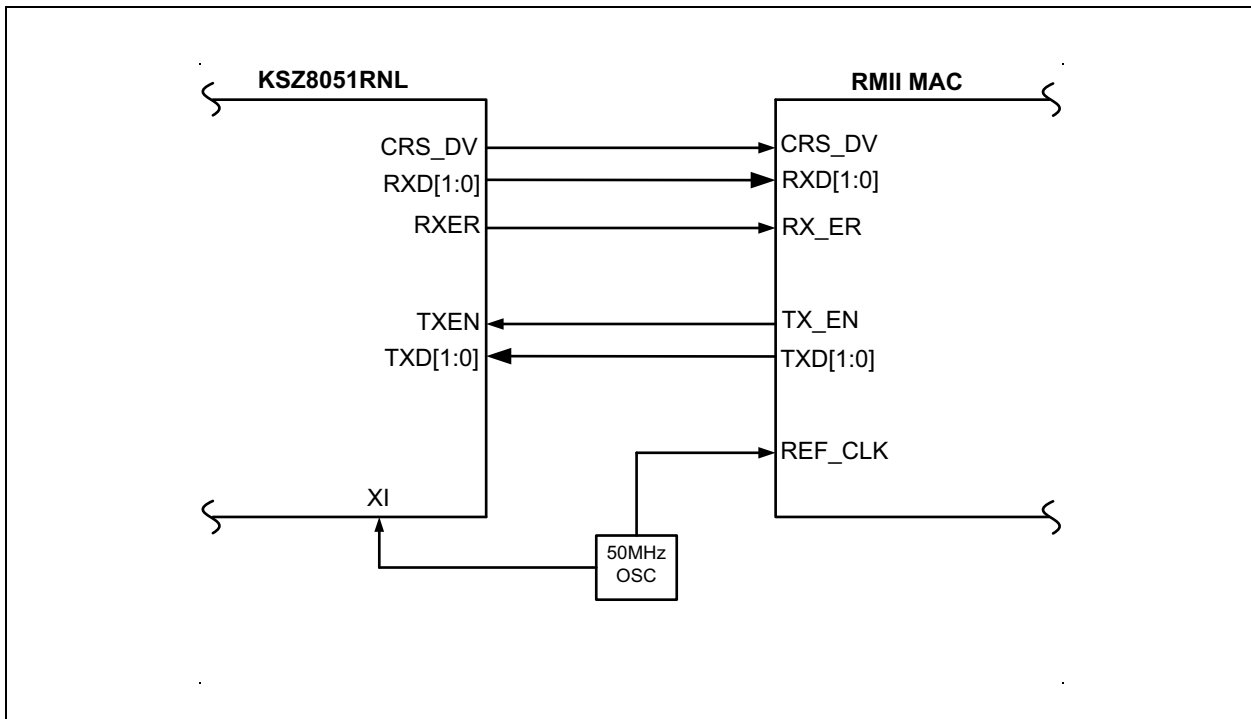 KSZ8051RNL
RMII MAC
CRS_DV
CRS_DV
RXD[1:0]
RXD[1:0]
RXER
RX_ER
TXEN
TX_EN
TXD[1:0]
TXD[1:0]
REF_CLK
XI
50MHz
OSC